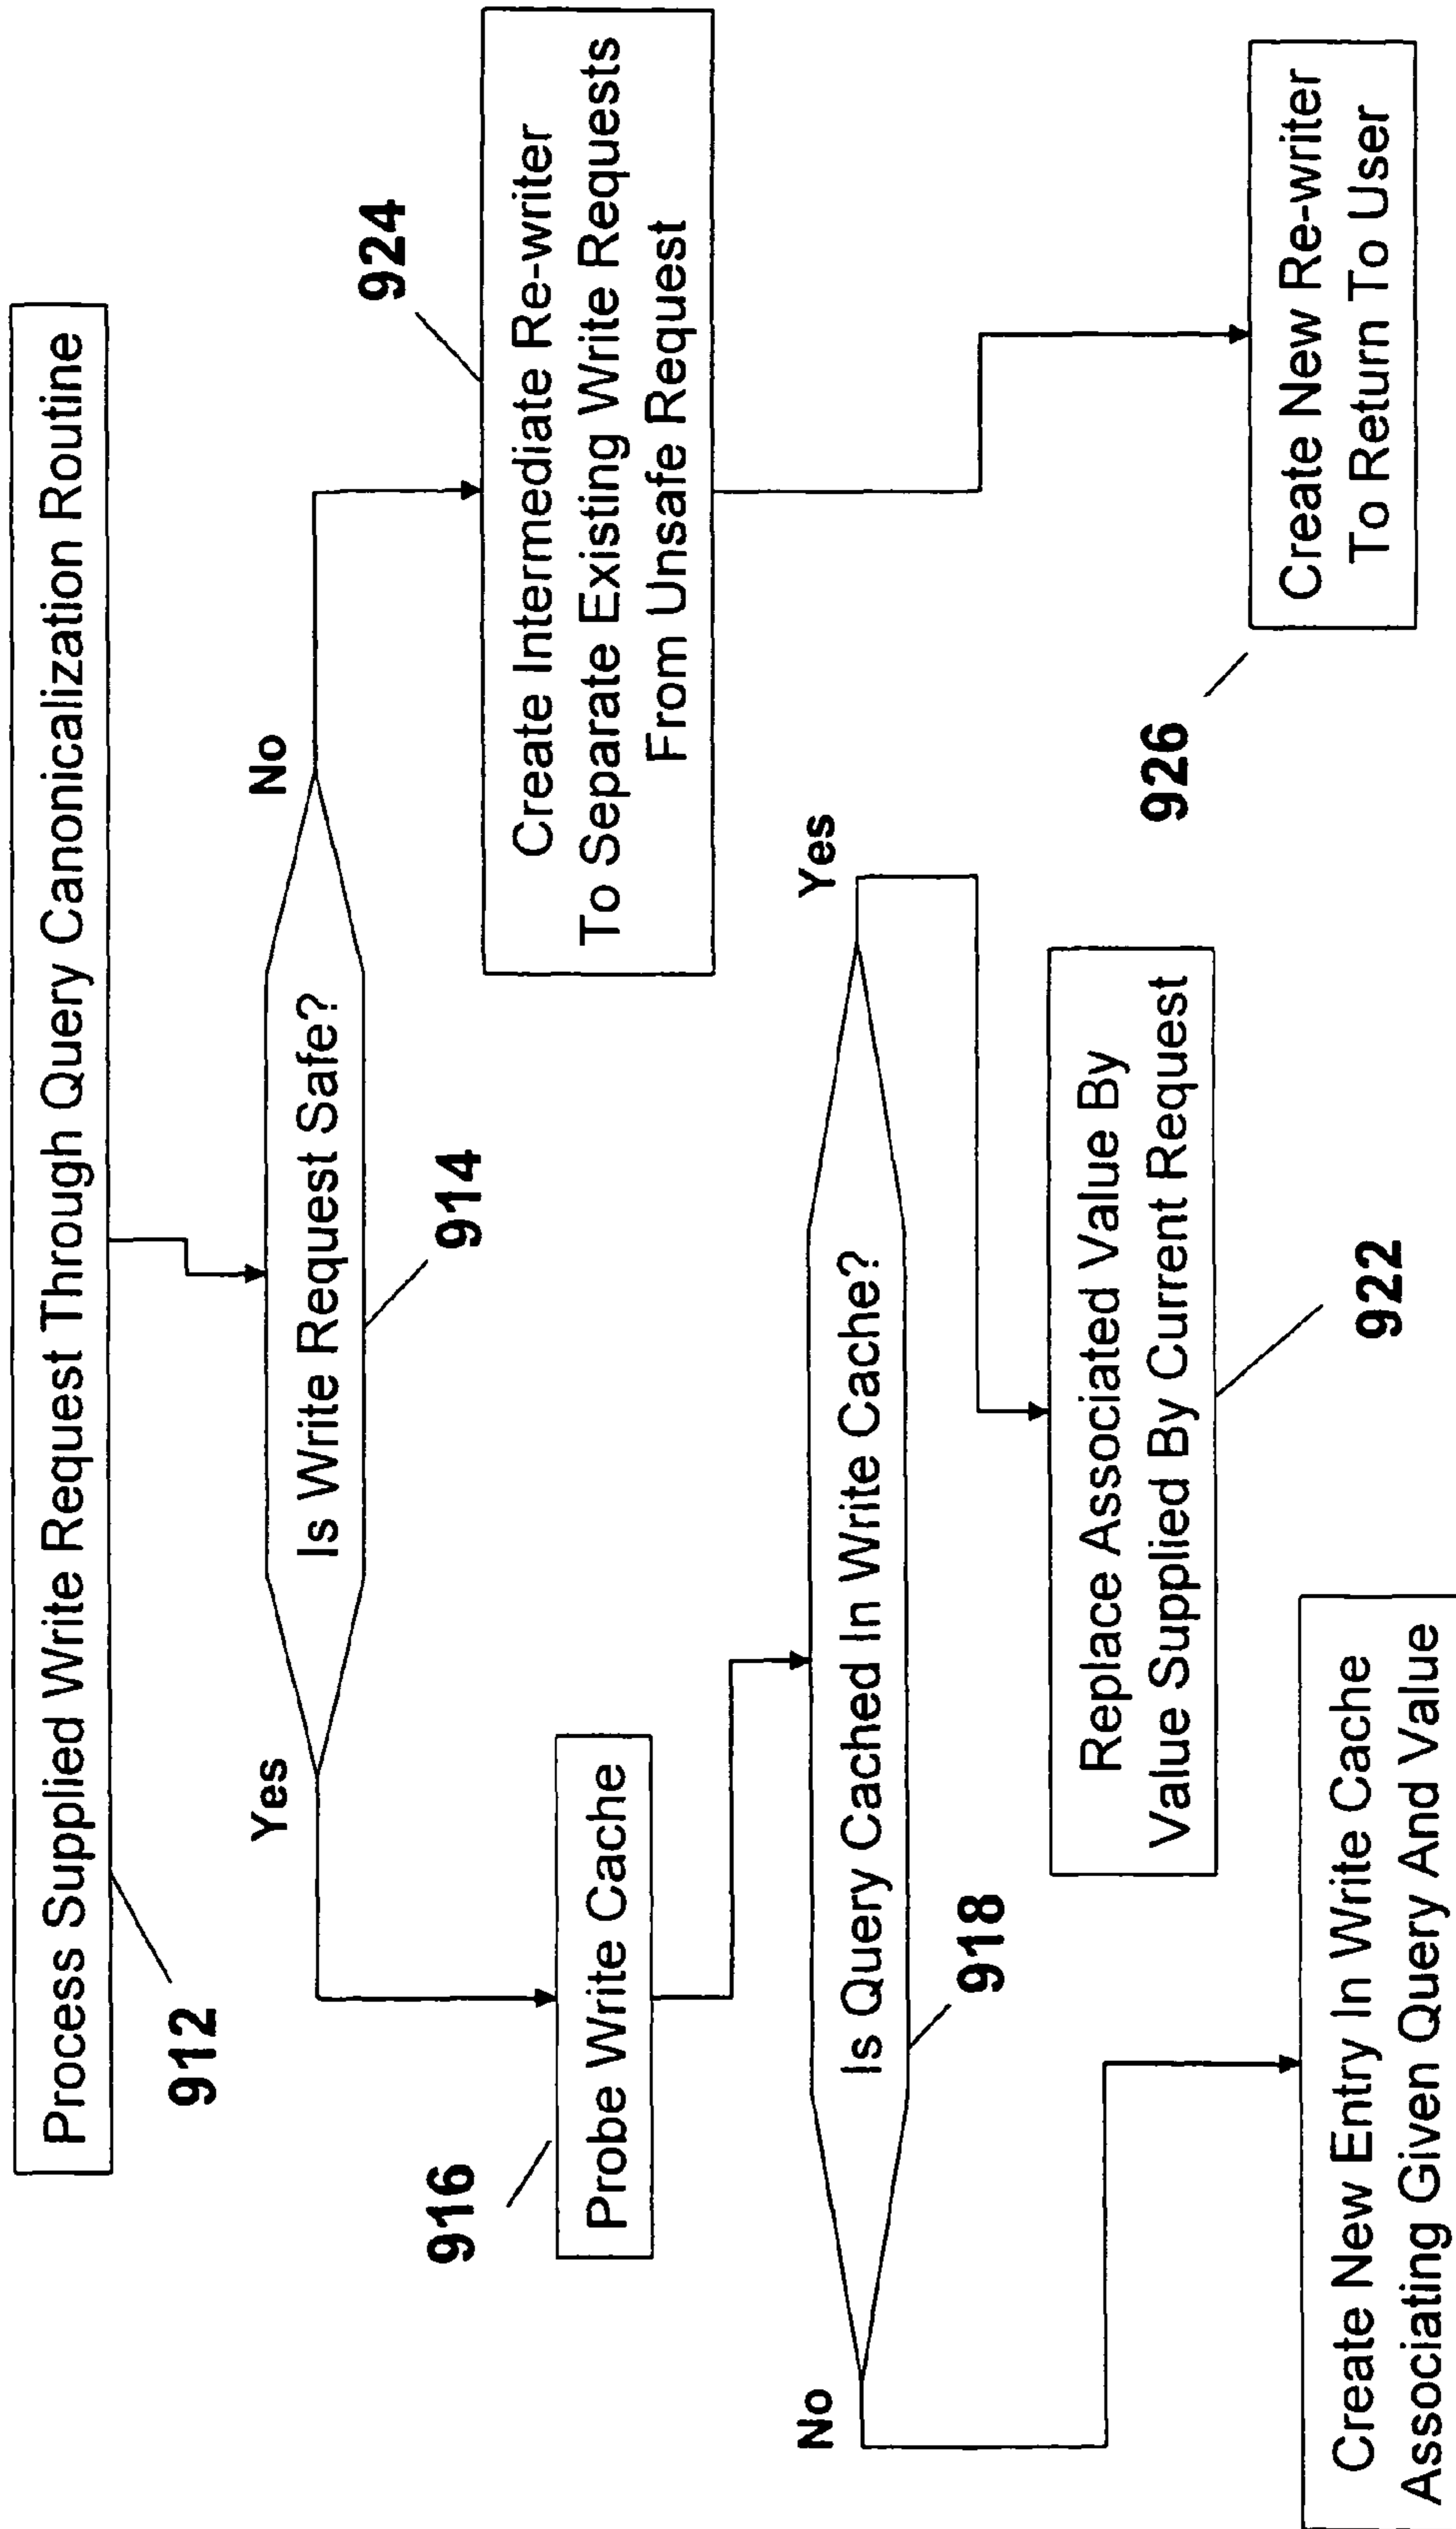 Process Supplied Write Request Through Query Canonicalization Routine
912
Is Write Request Safe?
Yes
No
914
916
Probe Write Cache
924
Create Intermediate Re-writer
To Separate Existing Write Requests
From Unsafe Request
Is Query Cached In Write Cache?
No
Yes
918
Replace Associated Value By
Value Supplied By Current Request
922
926
Create New Re-writer
To Return To User
Create New Entry In Write Cache
Associating Given Query And Value